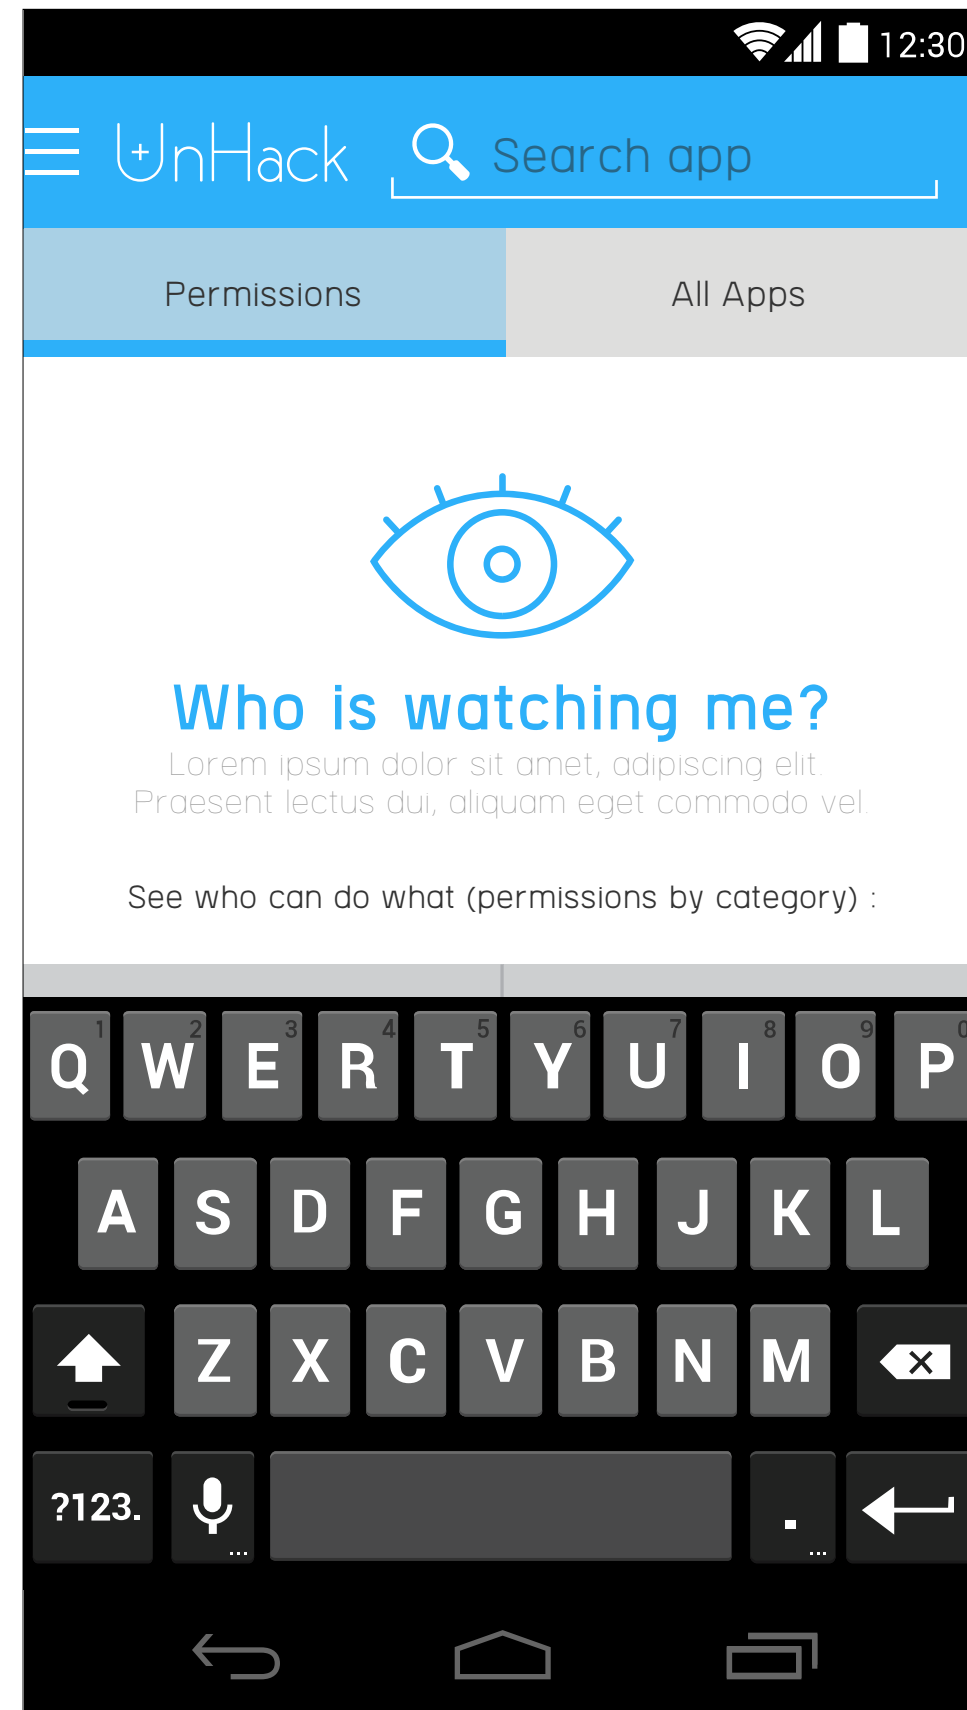 12:30
UnHack Search app
Permissions All Apps
Who is watching me?
Lorem ipsum dolor sit amet, adipiscing elit.
Praesent lectus dui, aliquam eget commodo vel.
See who can do what (permissions by category) :
1 2 3 4 5 6 7 8 9 0
Q W E R T Y U I O P
A S D F G H J K L
Z X C V B N M
?123. ... . ...